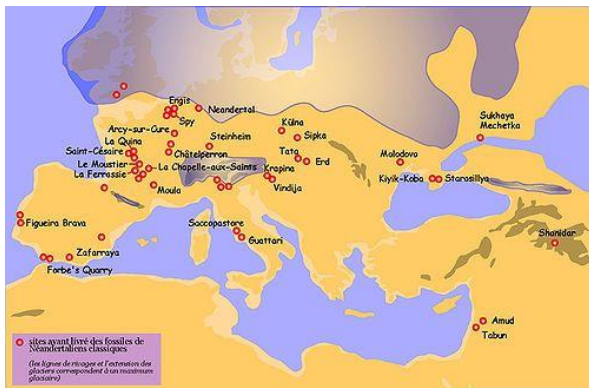 Engis
Neandertal
Spy
Arcy-sur-Cure
La Quina
Saint-Césaire
Le Moustier
La Ferrassie
Châtelperron
La Chapelle-aux-Saints
Moula
Steinheim
Külna
Sipka
Tata
Erd
Krapina
Vindija
Molodova
Kiyik-Koba
Starosillya
Sukhaya
Mechetka
Figueira Brava
Zafarraya
Forbe's Quarry
Saccopastore
Guattari
Shanidar
Amud
Tabun
sites ayant livré des fossiles de
Néandertaliens classiques
(les lignes de rivages et l'extension des
glaciers correspondent à un maximum
glaciaire)